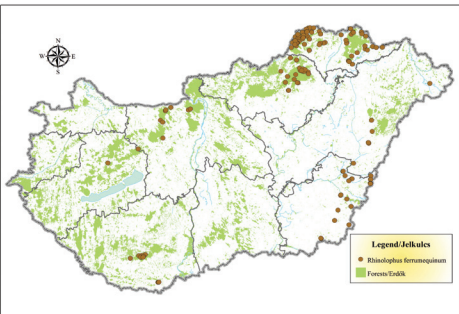 N
W E
S
Legend/Jelkulcs
Rhinolophus ferrumequinum
Forests/Erdők